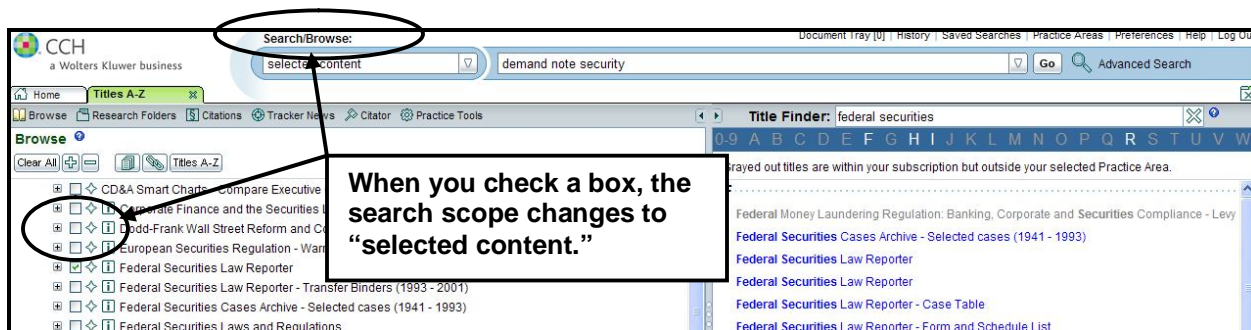 CCH
a Wolters Kluwer business
Search/Browse:
Document Tray [0] | History | Saved Searches | Practice Areas | Preferences | Help | Log Ou
selected content
demand note security
Go
Advanced Search
Home
Titles A-Z
Browse
Research Folders
Citations
Tracker News
Citator
Practice Tools
Title Finder: federal securities
Browse
0-9 A B C D E F G H I J K L M N O P Q R S T U V W
Clear All
Titles A-Z
Grayed out titles are within your subscription but outside your selected Practice Area.
CD&A Smart Charts - Compare Executive
Corporate Finance and the Securities L
Dodd-Frank Wall Street Reform and Co
European Securities Regulation - Warr
Federal Securities Law Reporter
Federal Securities Law Reporter - Transfer Binders (1993 - 2001)
Federal Securities Cases Archive - Selected cases (1941 - 1993)
Federal Securities Laws and Regulations
When you check a box, the
search scope changes to
“selected content.”
Federal Money Laundering Regulation: Banking, Corporate and Securities Compliance - Levy
Federal Securities Cases Archive - Selected cases (1941 - 1993)
Federal Securities Law Reporter
Federal Securities Law Reporter
Federal Securities Law Reporter - Case Table
Federal Securities Law Reporter - Form and Schedule List